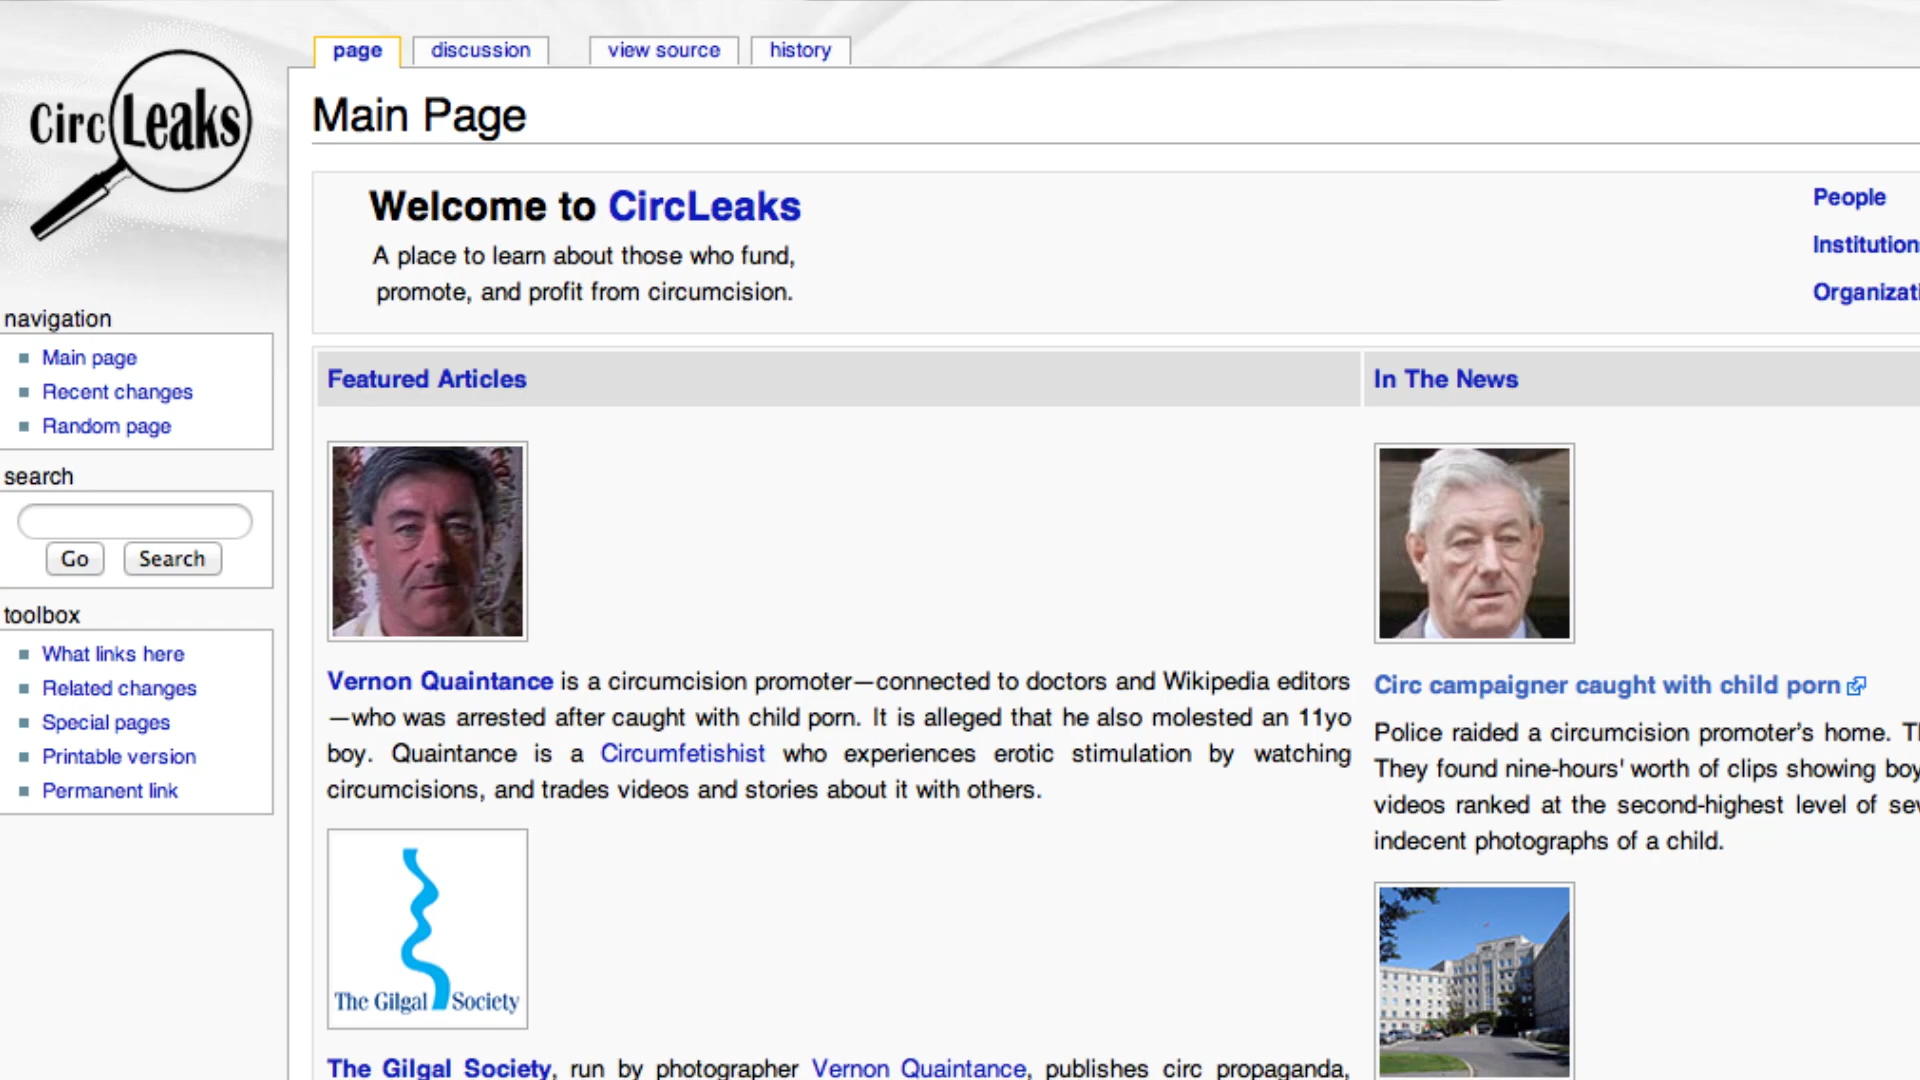 Circ Leaks
page
discussion
view source
history
Main Page
Welcome to CircLeaks
A place to learn about those who fund,
promote, and profit from circumcision.
People
Institution
Organizati
navigation
Main page
Recent changes
Random page
search
Go
Search
toolbox
What links here
Related changes
Special pages
Printable version
Permanent link
Featured Articles
Vernon Quaintance is a circumcision promoter—connected to doctors and Wikipedia editors
—who was arrested after caught with child porn. It is alleged that he also molested an 11yo
boy. Quaintance is a Circumfetishist who experiences erotic stimulation by watching
circumcisions, and trades videos and stories about it with others.
The Gilgal Society
The Gilgal Society, run by photographer Vernon Quaintance, publishes circ propaganda,
In The News
Circ campaigner caught with child porn
Police raided a circumcision promoter's home.
They found nine-hours' worth of clips showing boy
videos ranked at the second-highest level of
indecent photographs of a child.